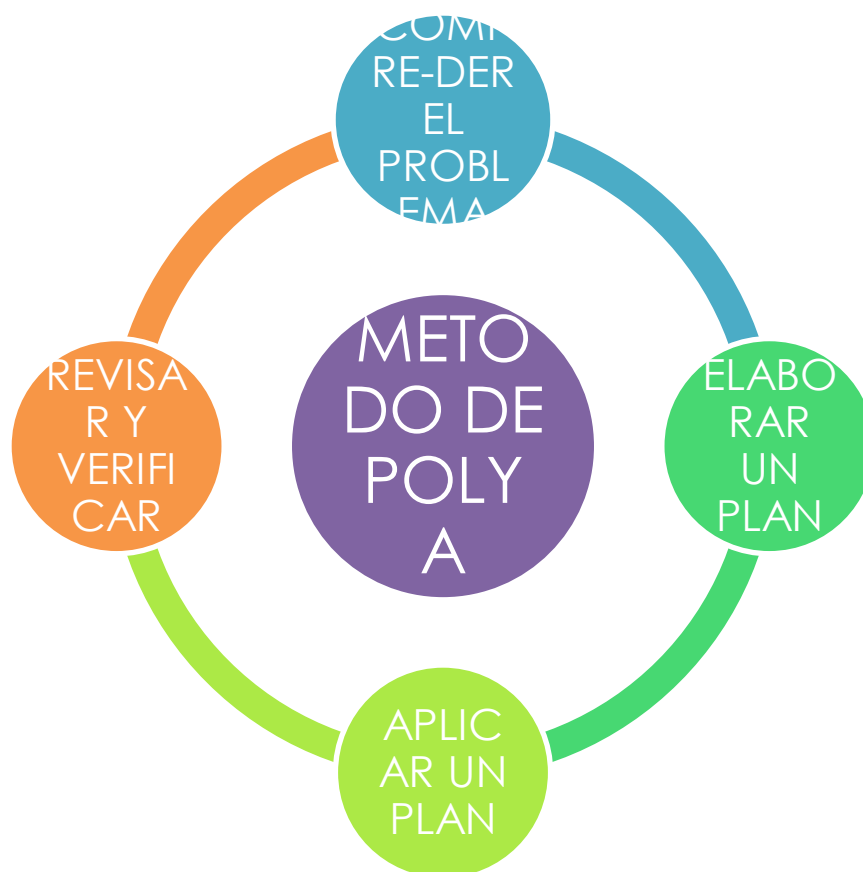 COMP
RE-DER
EL
PROBL
EMA
METO
DO DE
POLY
A
ELABO
RAR
UN
PLAN
APLIC
AR UN
PLAN
REVISA
R Y
VERIFI
CAR